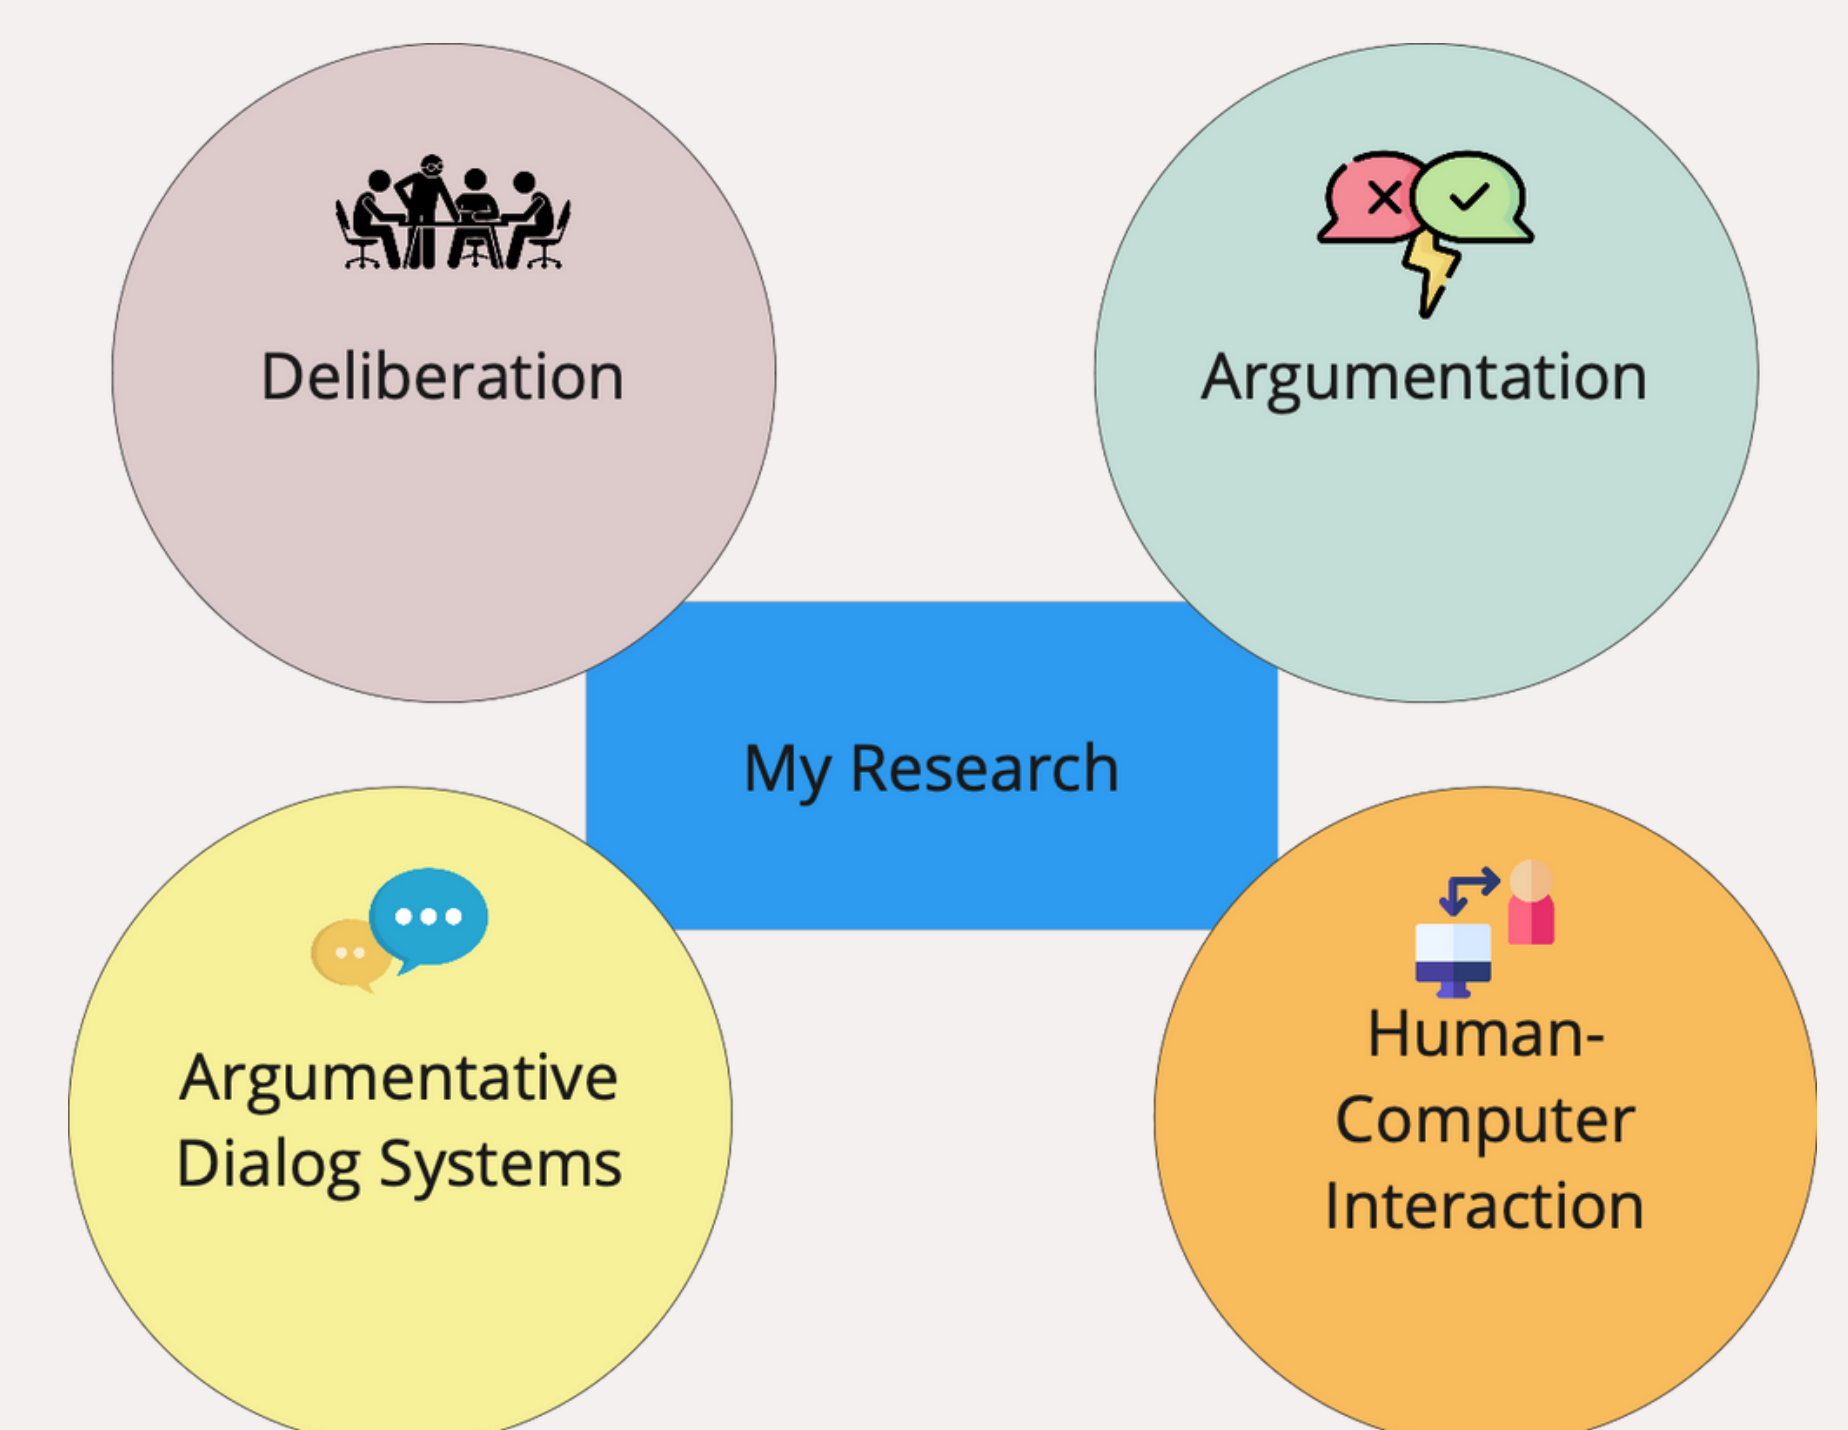 Deliberation
Argumentation
My Research
Argumentative
Dialog Systems
Human-
Computer
Interaction